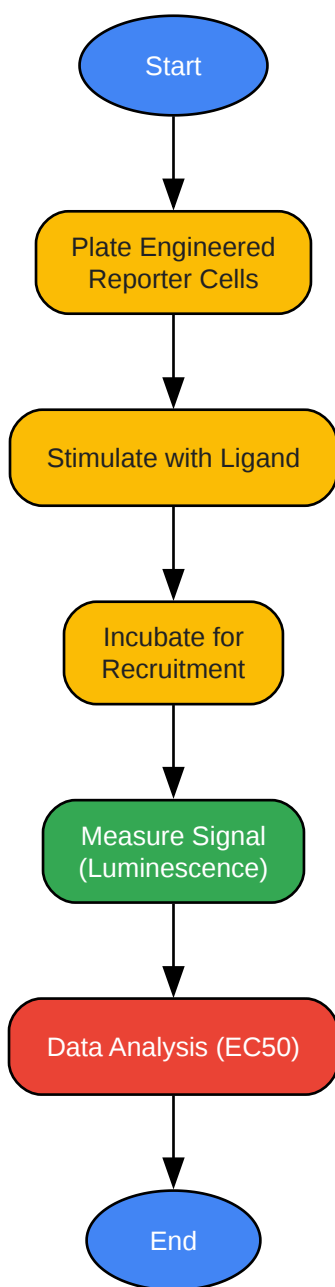 Start
Plate Engineered
Reporter Cells
Stimulate with Ligand
Incubate for
Recruitment
Measure Signal
(Luminescence)
Data Analysis (EC50)
End